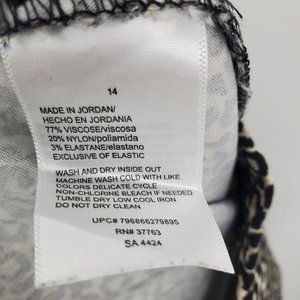 14
MADE IN JORDAN/
HECHO EN JORDANIA
77% VISCOSE/viscosa
20% NYLON/poliamida
3% ELASTANE/elastano
EXCLUSIVE OF ELASTIC
WASH AND DRY INSIDE OUT
MACHINE WASH COLD WITH LIKE
COLORS DELICATE CYCLE
NON-CHLORINE BLEACH IF NEEDED
TUMBLE DRY LOW COOL IRON
DO NOT DRY CLEAN
UPC# 796866279895
RN# 37763
SA 4424